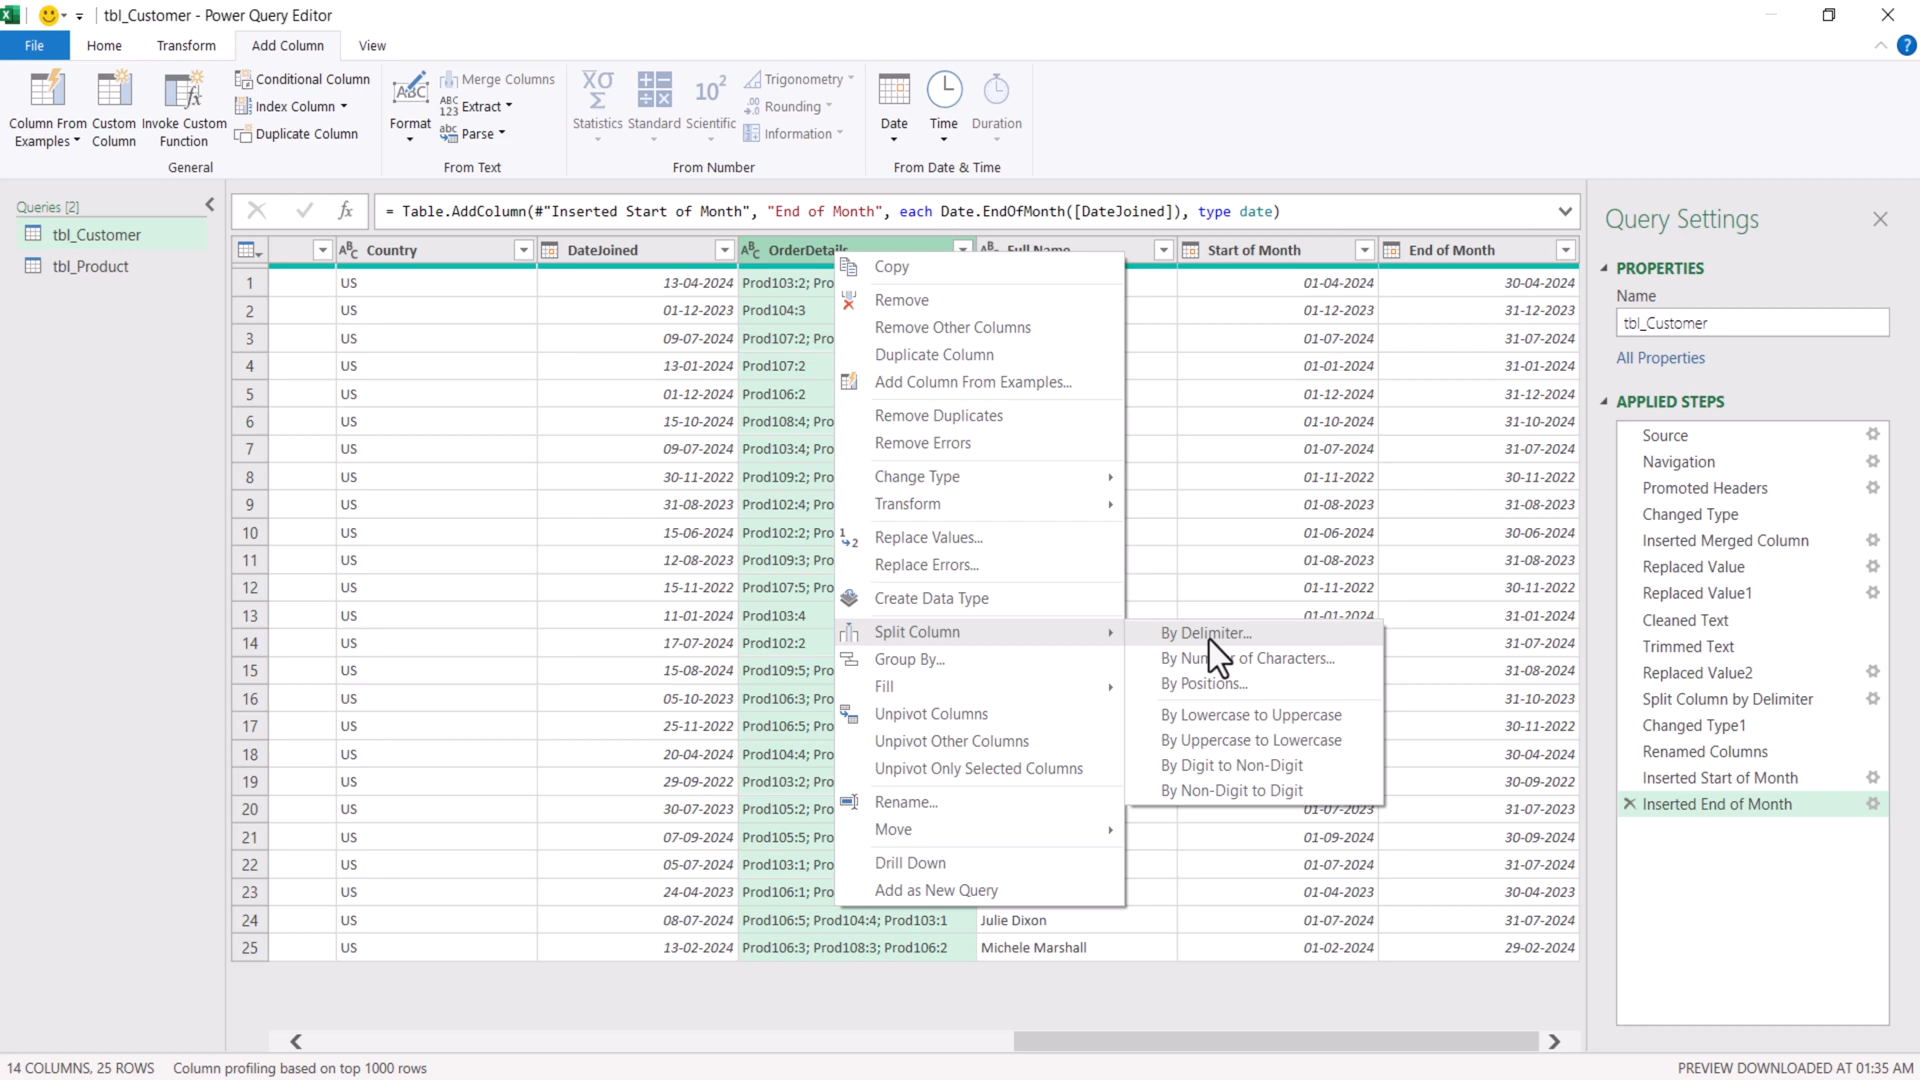 tbl_Customer - Power Query Editor
File Home Transform Add Column View
Column From Examples
Custom Column
Invoke Custom Function
Conditional Column
Index Column
Duplicate Column
General
Format
Merge Columns
Extract
Parse
From Text
Statistics
Standard
Scientific
Trigonometry
Rounding
Information
From Number
Date
Time
Duration
From Date & Time
Queries [2]
tbl_Customer
tbl_Product
= Table.AddColumn(#"Inserted Start of Month", "End of Month", each Date.EndOfMonth([DateJoined]), type date)
Country DateJoined OrderDetails Full Name Start of Month End of Month
1 US 13-04-2024 Prod103:2; Pro 01-04-2024 30-04-2024
2 US 01-12-2023 Prod104:3 01-12-2023 31-12-2023
3 US 09-07-2024 Prod107:2; Pro 01-07-2024 31-07-2024
4 US 13-01-2024 Prod107:2 01-01-2024 31-01-2024
5 US 01-12-2024 Prod106:2 01-12-2024 31-12-2024
6 US 15-10-2024 Prod108:4; Pro 01-10-2024 31-10-2024
7 US 09-07-2024 Prod103:4; Pro 01-07-2024 31-07-2024
8 US 30-11-2022 Prod109:2; Pro 01-11-2022 30-11-2022
9 US 31-08-2023 Prod102:4; Pro 01-08-2023 31-08-2023
10 US 15-06-2024 Prod102:2; Pro 01-06-2024 30-06-2024
11 US 12-08-2023 Prod109:3; Pro 01-08-2023 31-08-2023
12 US 15-11-2022 Prod107:5; Pro 01-11-2022 30-11-2022
13 US 11-01-2024 Prod103:4 01-01-2024 31-01-2024
14 US 17-07-2024 Prod102:2 31-07-2024
15 US 15-08-2024 Prod109:5; Pro 31-08-2024
16 US 05-10-2023 Prod106:3; Pro 31-10-2023
17 US 25-11-2022 Prod106:5; Pro 30-11-2022
18 US 20-04-2024 Prod104:4; Pro 30-04-2024
19 US 29-09-2022 Prod103:2; Pro 30-09-2022
20 US 30-07-2023 Prod105:2; Pro 01-07-2023 31-07-2023
21 US 07-09-2024 Prod105:5; Pro 01-09-2024 30-09-2024
22 US 05-07-2024 Prod103:1; Pro 01-07-2024 31-07-2024
23 US 24-04-2023 Prod106:1; Pro 01-04-2023 30-04-2023
24 US 08-07-2024 Prod106:5; Prod104:4; Prod103:1 Julie Dixon 01-07-2024 31-07-2024
25 US 13-02-2024 Prod106:3; Prod108:3; Prod106:2 Michele Marshall 01-02-2024 29-02-2024
Copy
Remove
Remove Other Columns
Duplicate Column
Add Column From Examples...
Remove Duplicates
Remove Errors
Change Type
Transform
Replace Values...
Replace Errors...
Create Data Type
Split Column
Group By...
Fill
Unpivot Columns
Unpivot Other Columns
Unpivot Only Selected Columns
Rename...
Move
Drill Down
Add as New Query
By Delimiter...
By Number of Characters...
By Positions...
By Lowercase to Uppercase
By Uppercase to Lowercase
By Digit to Non-Digit
By Non-Digit to Digit
Query Settings
PROPERTIES
Name
tbl_Customer
All Properties
APPLIED STEPS
Source
Navigation
Promoted Headers
Changed Type
Inserted Merged Column
Replaced Value
Replaced Value1
Cleaned Text
Trimmed Text
Replaced Value2
Split Column by Delimiter
Changed Type1
Renamed Columns
Inserted Start of Month
Inserted End of Month
14 COLUMNS, 25 ROWS Column profiling based on top 1000 rows PREVIEW DOWNLOADED AT 01:35 AM